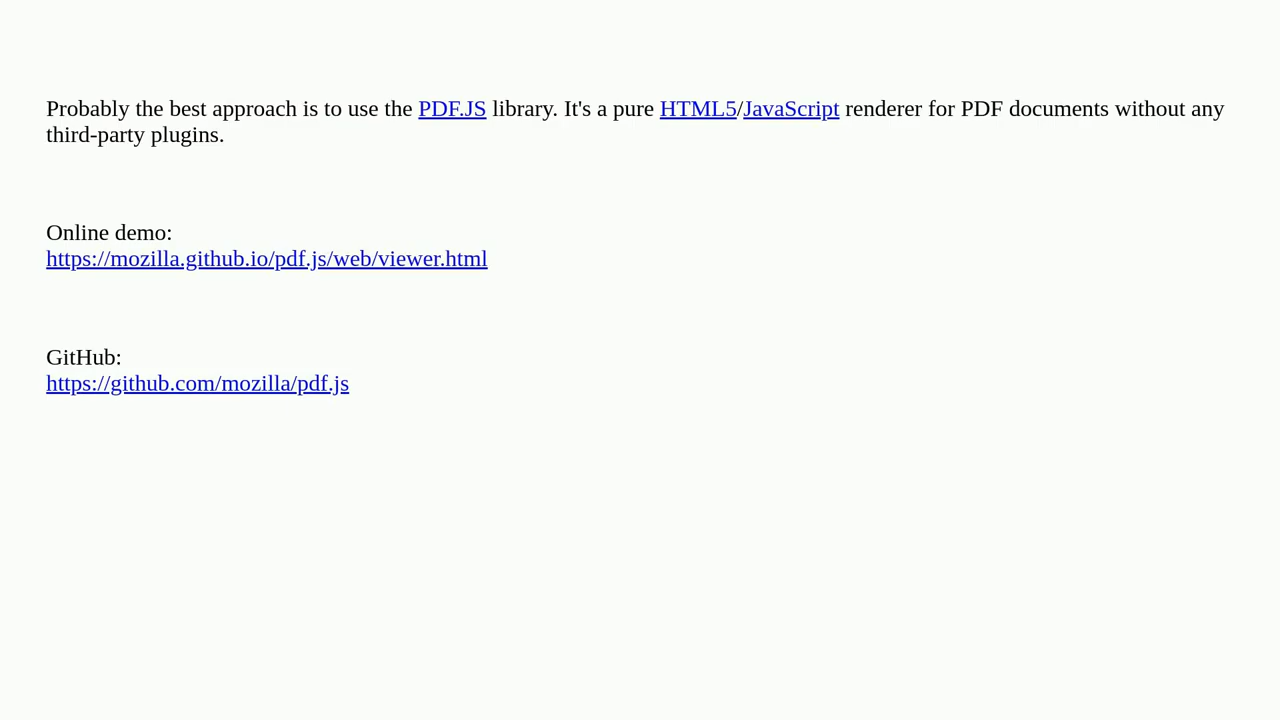 Probably the best approach is to use the PDF.JS library. It's a pure HTML5/JavaScript renderer for PDF documents without any
third-party plugins.
Online demo:
https://mozilla.github.io/pdf.js/web/viewer.html
GitHub:
https://github.com/mozilla/pdf.js